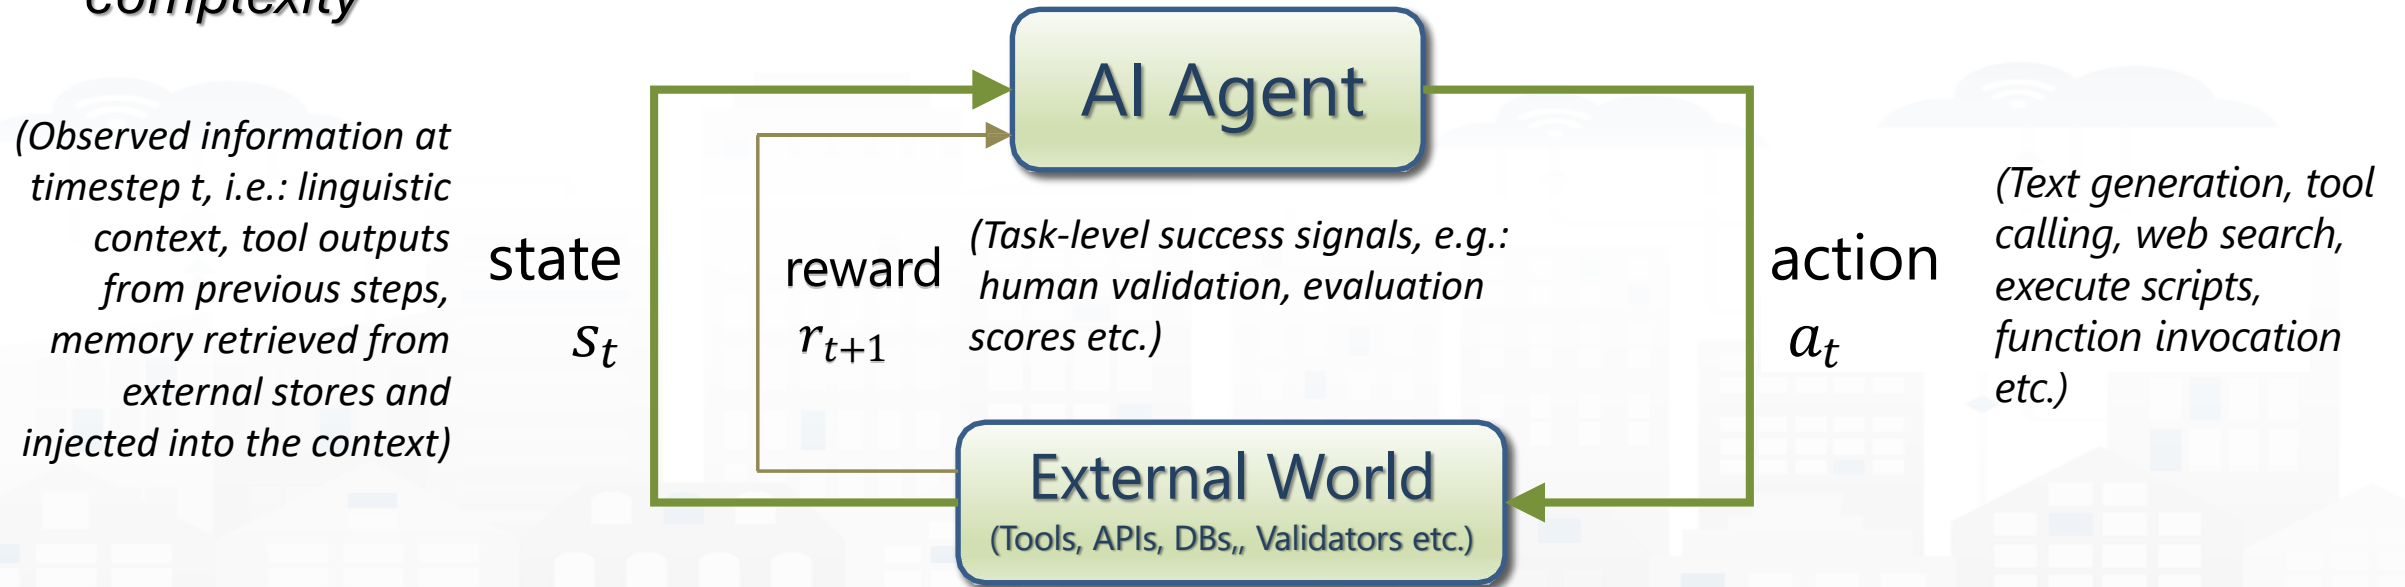 complexity
AI Agent
(Observed information at
timestep t, i.e.: linguistic
context, tool outputs
from previous steps,
memory retrieved from
external stores and
injected into the context)
state
s_t
reward
r_{t+1}
(Task-level success signals, e.g.:
human validation, evaluation
scores etc.)
action
a_t
(Text generation, tool
calling, web search,
execute scripts,
function invocation
etc.)
External World
(Tools, APIs, DBs,, Validators etc.)